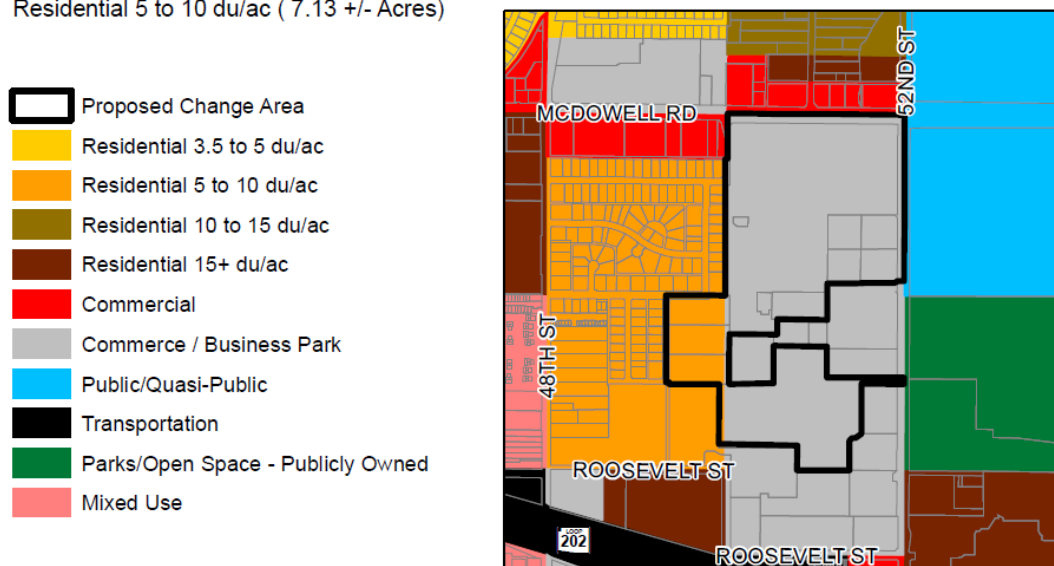 Residential 5 to 10 du/ac ( 7.13 +/- Acres)
Proposed Change Area
Residential 3.5 to 5 du/ac
Residential 5 to 10 du/ac
Residential 10 to 15 du/ac
Residential 15+ du/ac
Commercial
Commerce / Business Park
Public/Quasi-Public
Transportation
Parks/Open Space - Publicly Owned
Mixed Use
52ND ST
MCDOWELL RD
48TH ST
ROOSEVELT ST
LOOP
202
ROOSEVELT ST